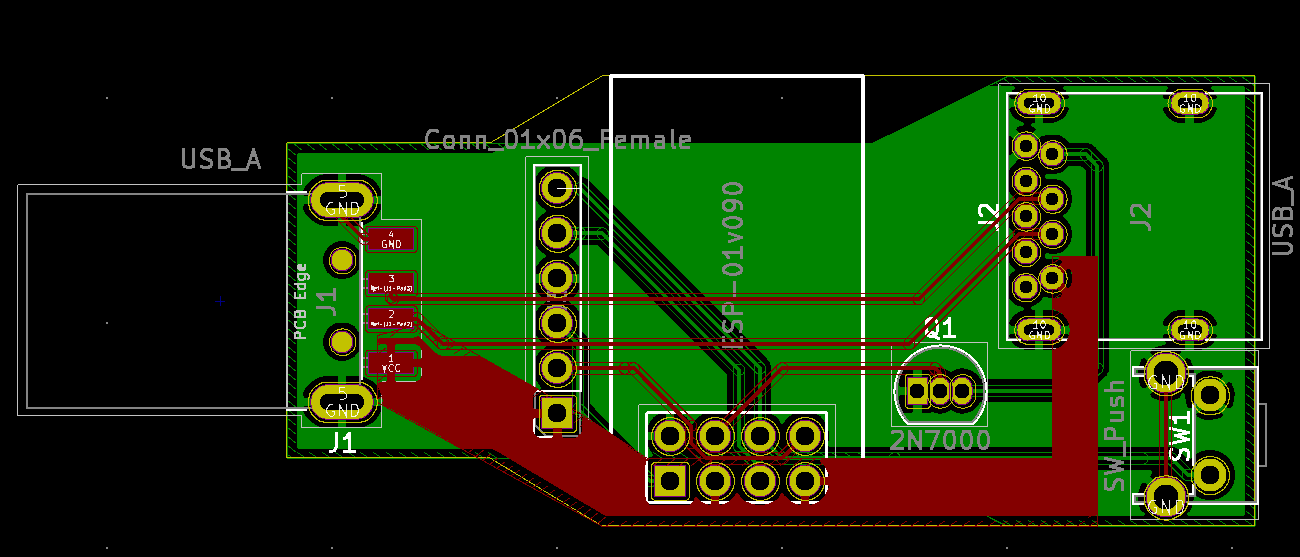 Conn_01x06_Female
USB_A
10
GND
10
GND
5
GND
4
GND
3
Net-(J1-Pad3)
2
Net-(J1-Pad2)
1
VCC
5
GND
PCB Edge
J1
J1
ESP-01v090
J2
J2
USB_A
10
GND
10
GND
Q1
2N7000
GND
SW_Push
SW1
GND